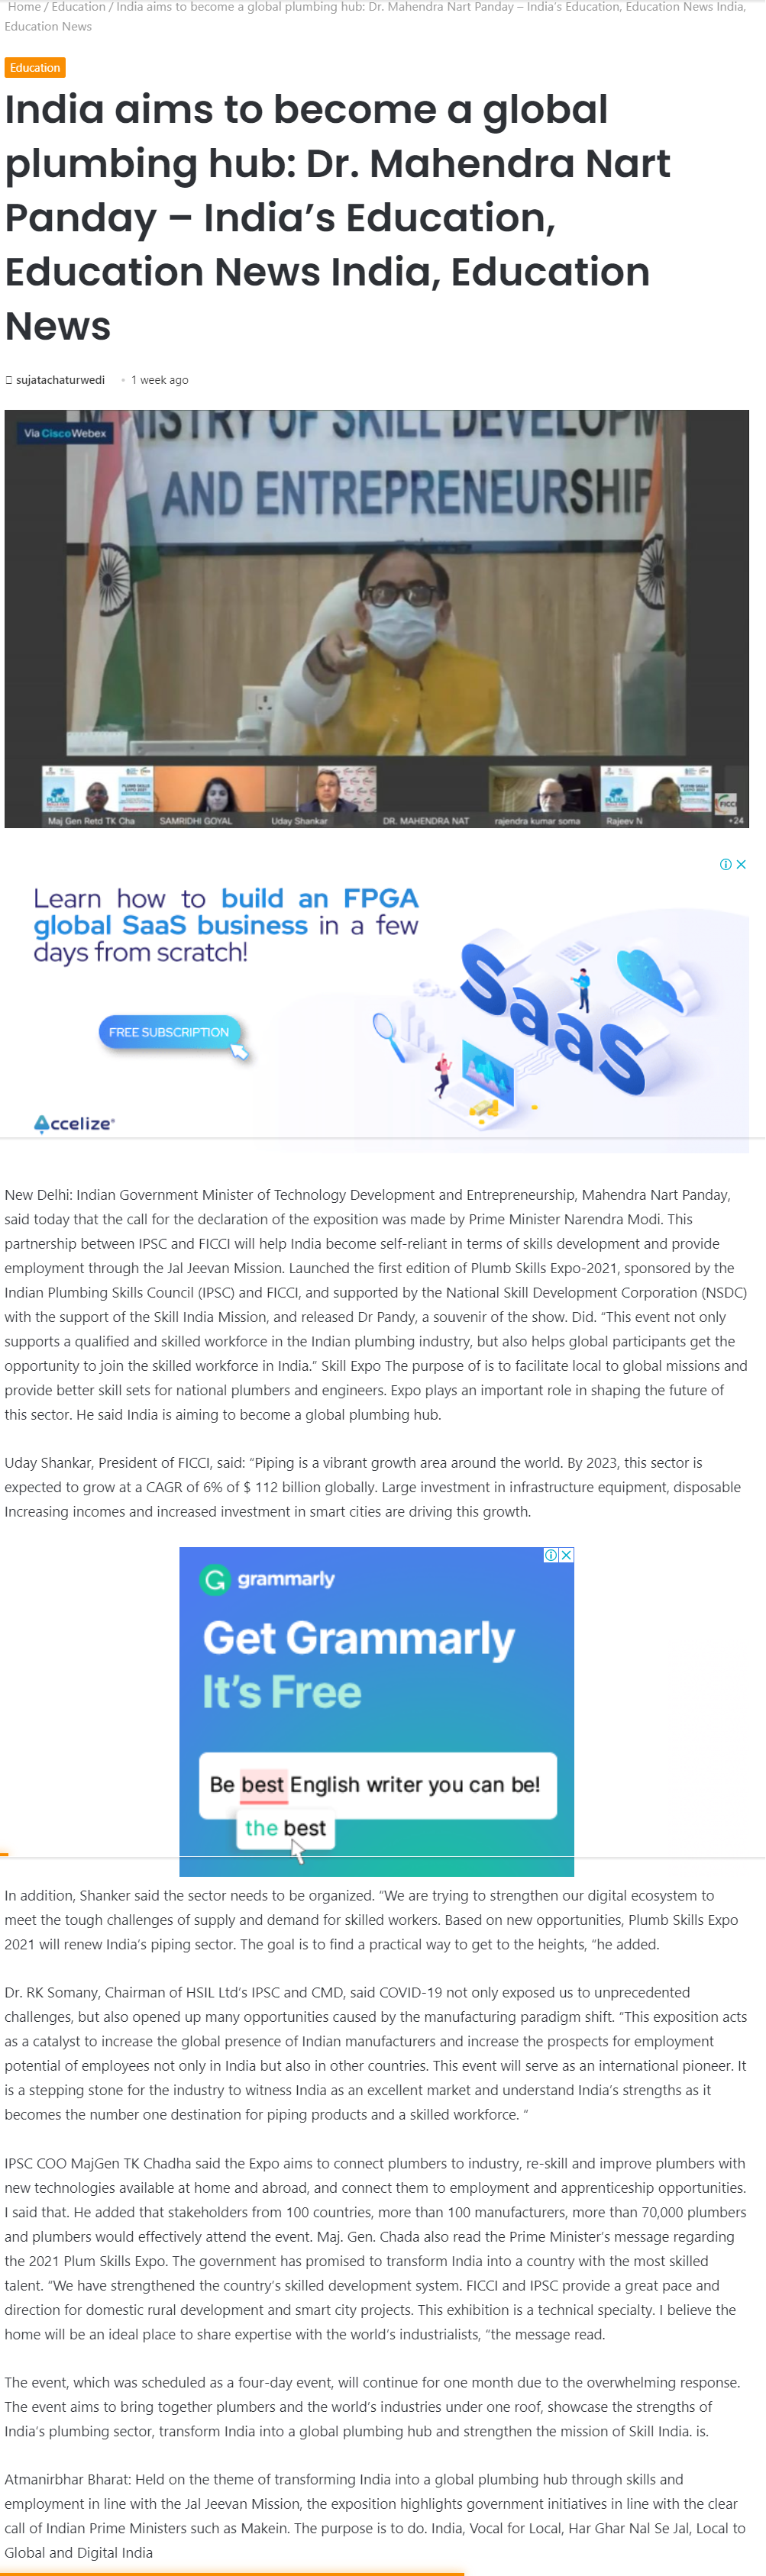 Home / Education / India aims to become a global plumbing hub: Dr. Mahendra Nart Panday – India's Education, Education News India,
Education News
Education
India aims to become a global
plumbing hub: Dr. Mahendra Nart
Panday – India's Education,
Education News India, Education
News
sujatachaturwedi
1 week ago
Via Cisco Webex
NISTRY OF SKILL DEVELOPM
AND ENTREPRENEURSHIP
Maj Gen Retd TK Cha
SAMRIDHI GOYAL
Uday Shankar
DR. MAHENDRA NAT
rajendra kumar soma
Rajeev N
FICCI
+24
Learn how to build an FPGA
global SaaS business in a few
days from scratch!
FREE SUBSCRIPTION
SaaS
Accelize
New Delhi: Indian Government Minister of Technology Development and Entrepreneurship, Mahendra Nart Panday,
said today that the call for the declaration of the exposition was made by Prime Minister Narendra Modi. This
partnership between IPSC and FICCI will help India become self-reliant in terms of skills development and provide
employment through the Jal Jeevan Mission. Launched the first edition of Plumb Skills Expo-2021, sponsored by the
Indian Plumbing Skills Council (IPSC) and FICCI, and supported by the National Skill Development Corporation (NSDC)
with the support of the Skill India Mission, and released Dr Pandy, a souvenir of the show. Did. “This event not only
supports a qualified and skilled workforce in the Indian plumbing industry, but also helps global participants get the
opportunity to join the skilled workforce in India.” Skill Expo The purpose of is to facilitate local to global missions and
provide better skill sets for national plumbers and engineers. Expo plays an important role in shaping the future of
this sector. He said India is aiming to become a global plumbing hub.
Uday Shankar, President of FICCI, said: “Piping is a vibrant growth area around the world. By 2023, this sector is
expected to grow at a CAGR of 6% of $ 112 billion globally. Large investment in infrastructure equipment, disposable
Increasing incomes and increased investment in smart cities are driving this growth.
grammarly
Get Grammarly
It's Free
Be best English writer you can be!
the best
In addition, Shanker said the sector needs to be organized. “We are trying to strengthen our digital ecosystem to
meet the tough challenges of supply and demand for skilled workers. Based on new opportunities, Plumb Skills Expo
2021 will renew India's piping sector. The goal is to find a practical way to get to the heights, “he added.
Dr. RK Somany, Chairman of HSIL Ltd's IPSC and CMD, said COVID-19 not only exposed us to unprecedented
challenges, but also opened up many opportunities caused by the manufacturing paradigm shift. “This exposition acts
as a catalyst to increase the global presence of Indian manufacturers and increase the prospects for employment
potential of employees not only in India but also in other countries. This event will serve as an international pioneer. It
is a stepping stone for the industry to witness India as an excellent market and understand India's strengths as it
becomes the number one destination for piping products and a skilled workforce. “
IPSC COO MajGen TK Chadha said the Expo aims to connect plumbers to industry, re-skill and improve plumbers with
new technologies available at home and abroad, and connect them to employment and apprenticeship opportunities.
I said that. He added that stakeholders from 100 countries, more than 100 manufacturers, more than 70,000 plumbers
and plumbers would effectively attend the event. Maj. Gen. Chada also read the Prime Minister's message regarding
the 2021 Plum Skills Expo. The government has promised to transform India into a country with the most skilled
talent. “We have strengthened the country's skilled development system. FICCI and IPSC provide a great pace and
direction for domestic rural development and smart city projects. This exhibition is a technical specialty. I believe the
home will be an ideal place to share expertise with the world's industrialists, “the message read.
The event, which was scheduled as a four-day event, will continue for one month due to the overwhelming response.
The event aims to bring together plumbers and the world's industries under one roof, showcase the strengths of
India's plumbing sector, transform India into a global plumbing hub and strengthen the mission of Skill India. is.
Atmanirbhar Bharat: Held on the theme of transforming India into a global plumbing hub through skills and
employment in line with the Jal Jeevan Mission, the exposition highlights government initiatives in line with the clear
call of Indian Prime Ministers such as Makein. The purpose is to do. India, Vocal for Local, Har Ghar Nal Se Jal, Local to
Global and Digital India